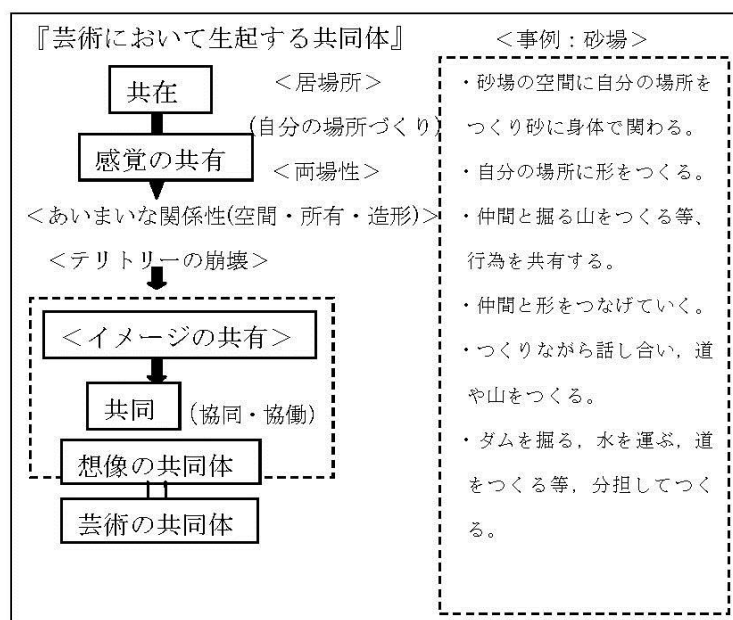 『芸術において生起する共同体』
共在
<居場所>
(自分の場所づくり)
感覚の共有
<両場性>
<あいまいな関係性(空間・所有・造形)>
<テリトリーの崩壊>
<イメージの共有>
共同
(協同・協働)
想像の共同体
芸術の共同体
<事例：砂場>
・砂場の空間に自分の場所を
つくり砂に身体で関わる。
・自分の場所に形をつくる。
・仲間と掘る山をつくる等、
行為を共有する。
・仲間と形をつなげていく。
・つくりながら話し合い，道
や山をつくる。
・ダムを掘る，水を運ぶ，道
をつくる等，分担してつく
る。